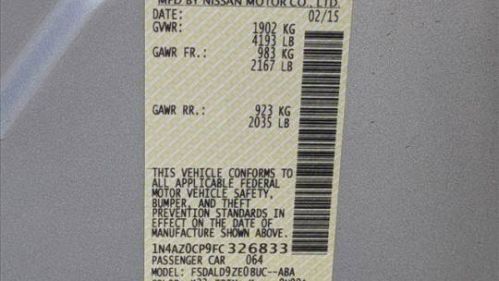 MFD BY NISSAN MOTOR CO., LTD.
DATE: 02/15
GVWR: 1902 KG
4193 LB
GAWR FR.: 983 KG
2167 LB
GAWR RR.: 923 KG
2035 LB
THIS VEHICLE CONFORMS TO
ALL APPLICABLE FEDERAL
MOTOR VEHICLE SAFETY,
BUMPER, AND THEFT
PREVENTION STANDARDS IN
EFFECT ON THE DATE OF
MANUFACTURE SHOWN ABOVE.
1N4AZ0CP9FC 326833
PASSENGER CAR 064
MODEL: FSDALD9ZE0BUC--ABA